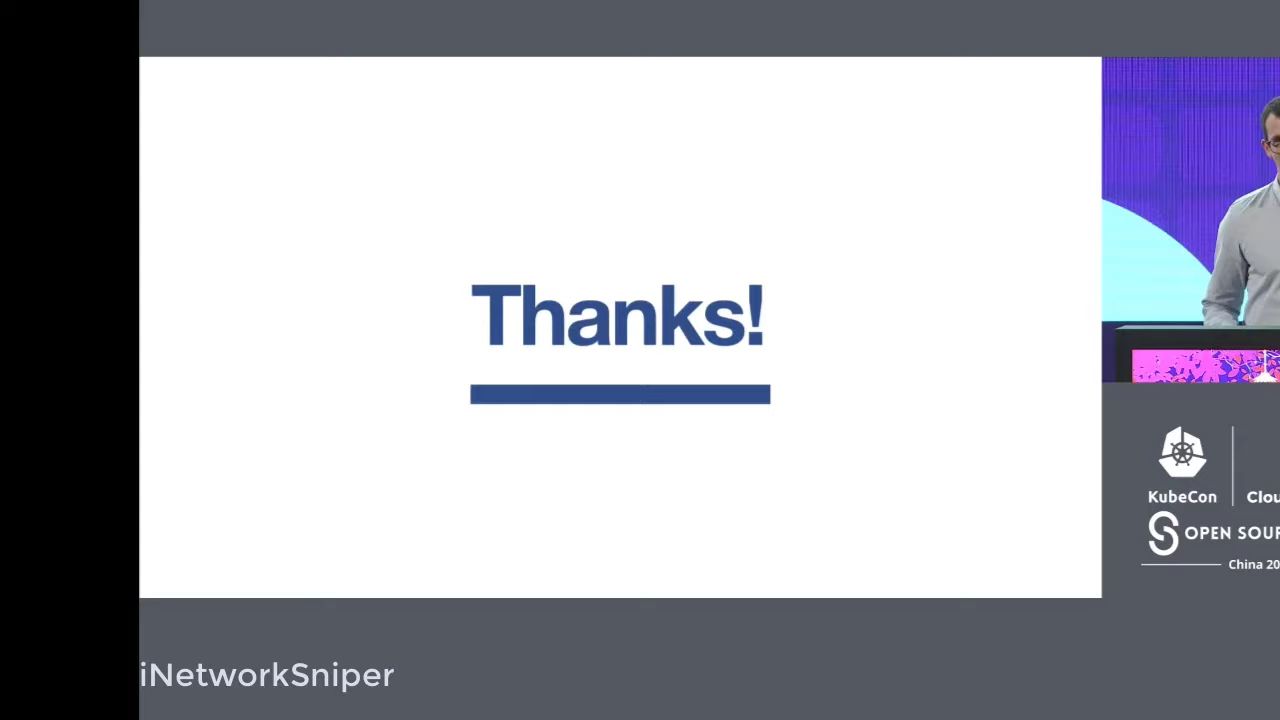 Thanks!
KubeCon
Clou
OPEN SOUR
China 20
iNetworkSniper